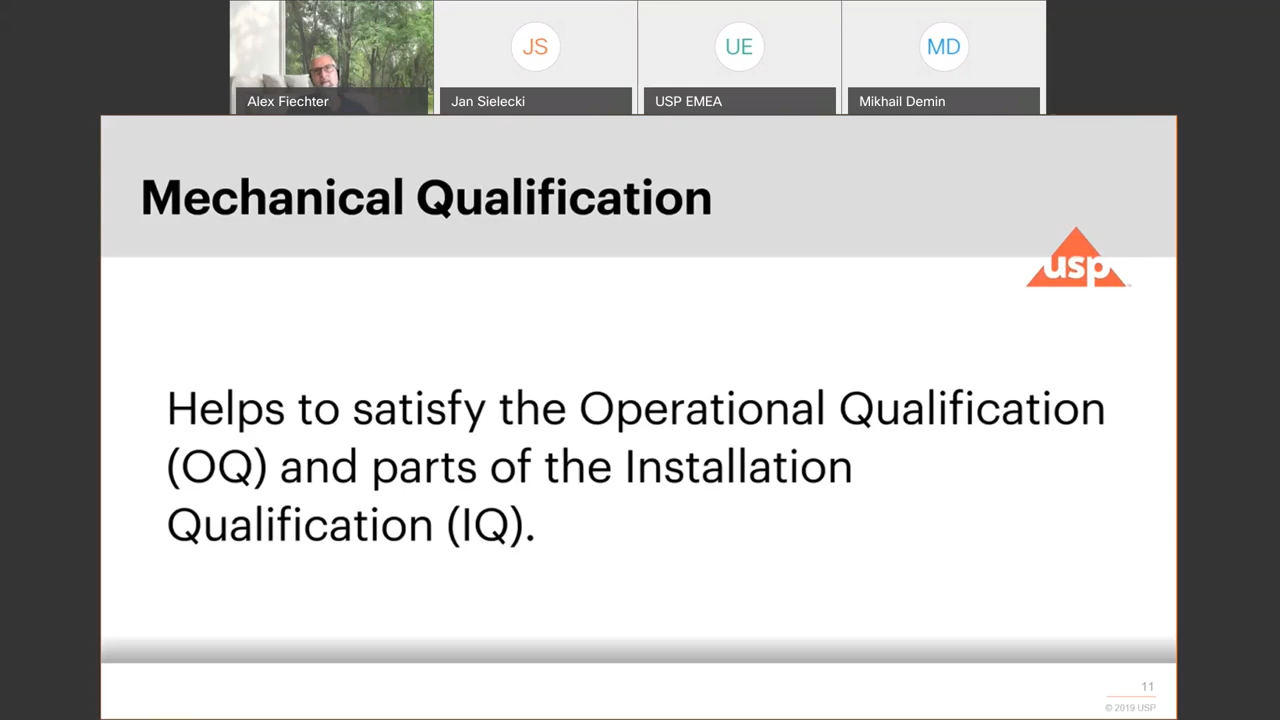 JS
UE
MD
Alex Fiechter
Jan Sielecki
USP EMEA
Mikhail Demin
Mechanical Qualification
usp
Helps to satisfy the Operational Qualification
(OQ) and parts of the Installation
Qualification (IQ).
11
© 2019 USP